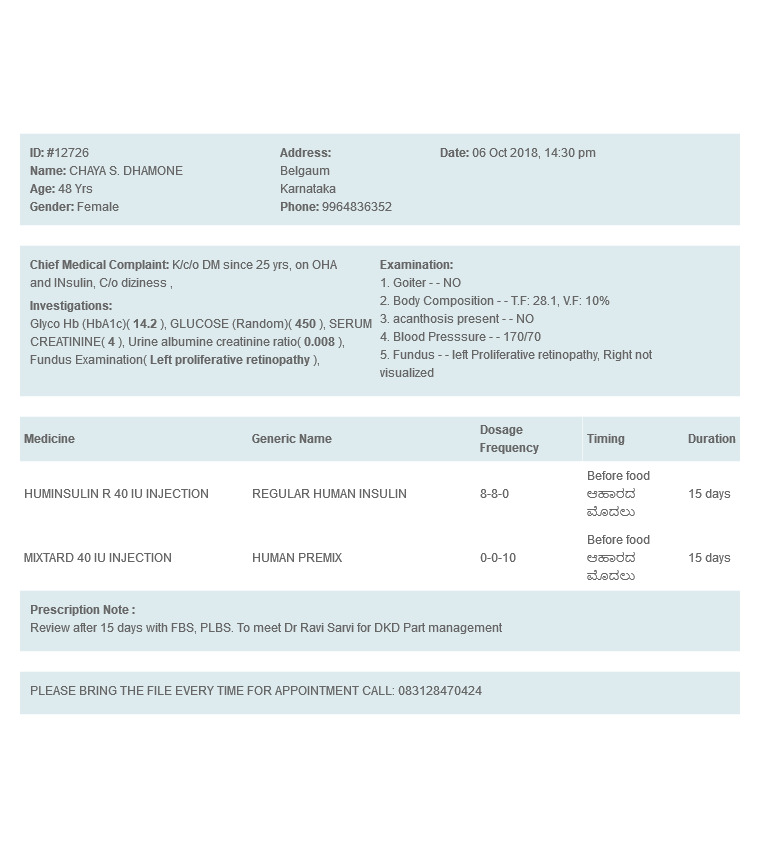 ID: #12726
Name: CHAYA S. DHAMONE
Age: 48 Yrs
Gender: Female
Address:
Belgaum
Karnataka
Phone: 9964836352
Date: 06 Oct 2018, 14:30 pm
Chief Medical Complaint: K/c/o DM since 25 yrs, on OHA
and INsulin, C/o diziness ,
Investigations:
Glyco Hb (HbA1c)( 14.2 ), GLUCOSE (Random)( 450 ), SERUM
CREATININE( 4 ), Urine albumine creatinine ratio( 0.008 ),
Fundus Examination( Left proliferative retinopathy ),
Examination:
1. Goiter - - NO
2. Body Composition - - T.F: 28.1, V.F: 10%
3. acanthosis present - - NO
4. Blood Presssure - - 170/70
5. Fundus - - left Proliferative retinopathy, Right not
visualized
Medicine Generic Name Dosage Frequency Timing Duration
HUMINSULIN R 40 IU INJECTION REGULAR HUMAN INSULIN 8-8-0 Before food
ಆಹಾರದ
ಮೊದಲು 15 days
MIXTARD 40 IU INJECTION HUMAN PREMIX 0-0-10 Before food
ಆಹಾರದ
ಮೊದಲು 15 days
Prescription Note :
Review after 15 days with FBS, PLBS. To meet Dr Ravi Sarvi for DKD Part management
PLEASE BRING THE FILE EVERY TIME FOR APPOINTMENT CALL: 083128470424